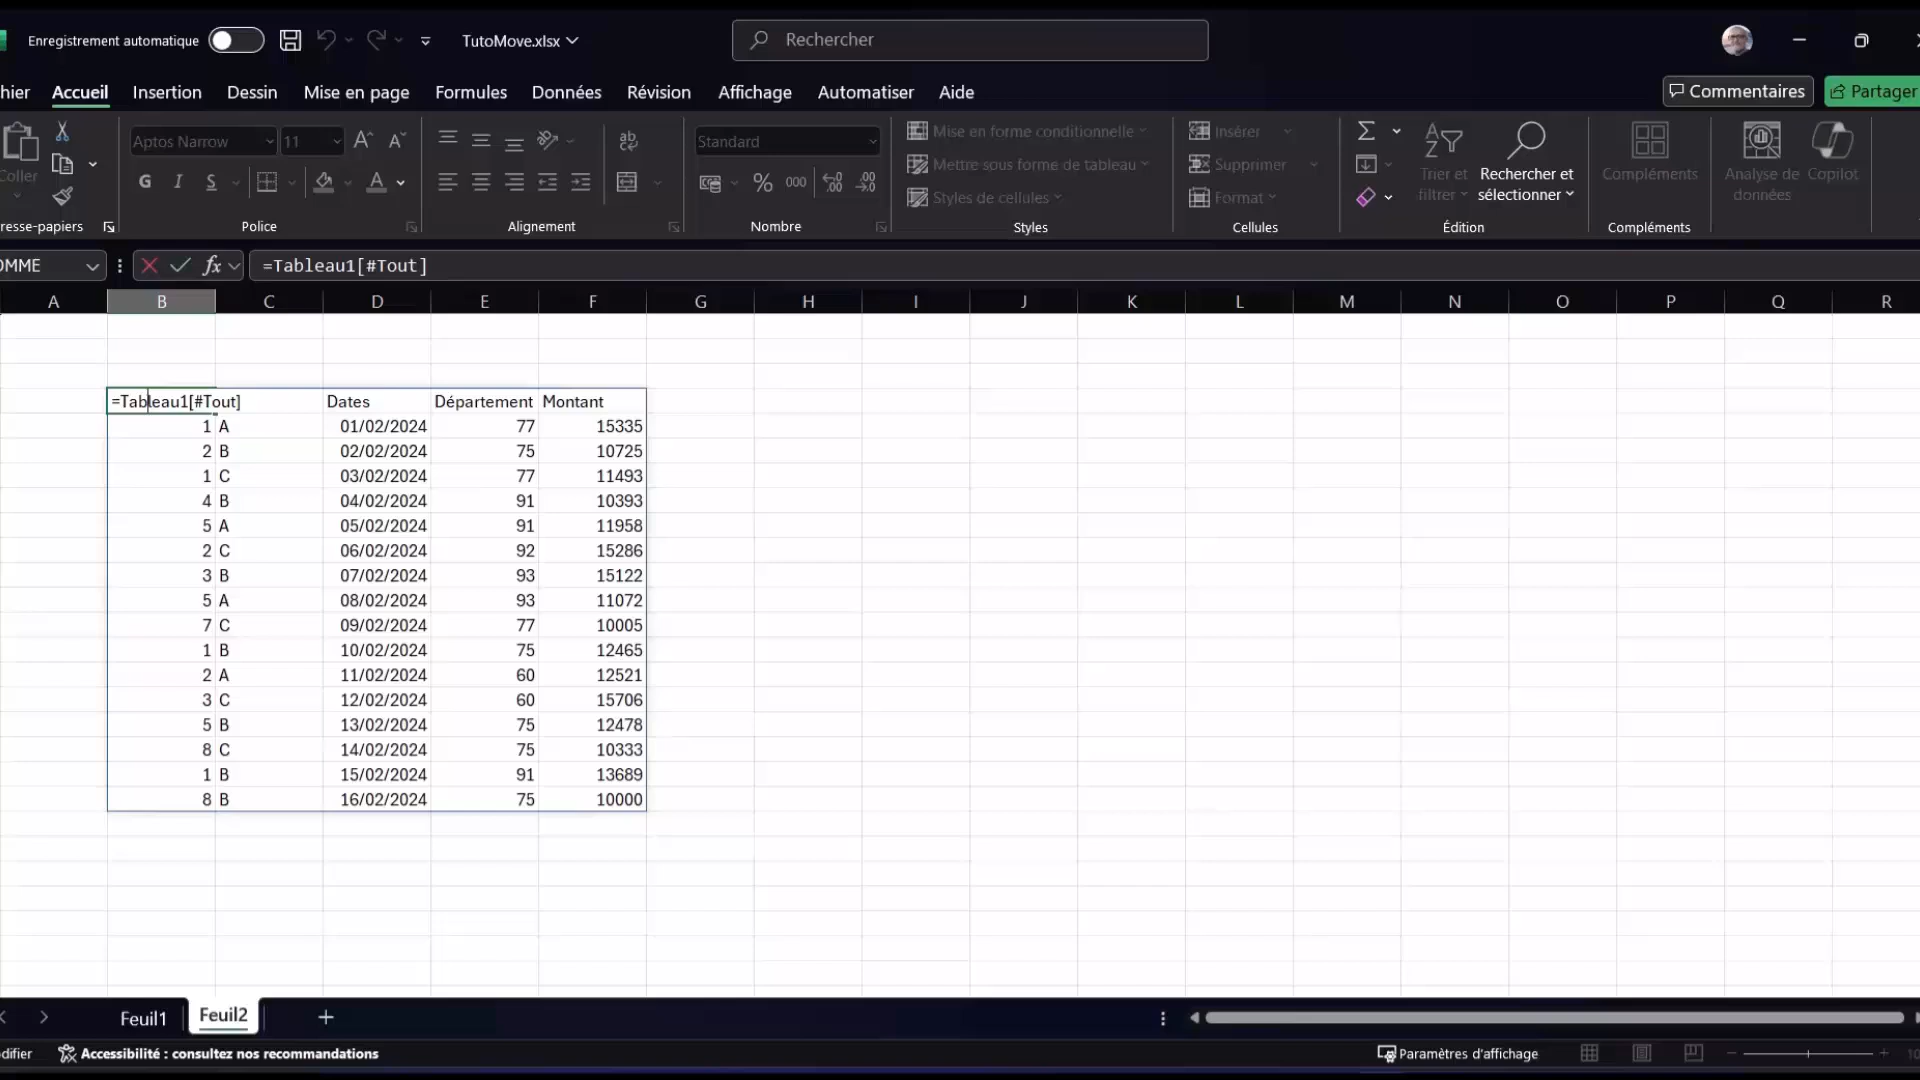 Enregistrement automatique TutoMove.xlsx Rechercher
hier Accueil Insertion Dessin Mise en page Formules Données Révision Affichage Automatiser Aide Commentaires Partager
Aptos Narrow 11 Standard Mise en forme conditionnelle Insérer
Coller Mettre sous forme de tableau Supprimer Trier et filtrer Rechercher et sélectionner Compléments Analyse de données Copilot
G I S % 000 Styles de cellules Format
resse-papiers Police Alignement Nombre Styles Cellules Édition Compléments
OMME fx =Tableau1[#Tout]
A B C D E F G H I J K L M N O P Q R
=Tableau1[#Tout] Dates Département Montant
1 A 01/02/2024 77 15335
2 B 02/02/2024 75 10725
1 C 03/02/2024 77 11493
4 B 04/02/2024 91 10393
5 A 05/02/2024 91 11958
2 C 06/02/2024 92 15286
3 B 07/02/2024 93 15122
5 A 08/02/2024 93 11072
7 C 09/02/2024 77 10005
1 B 10/02/2024 75 12465
2 A 11/02/2024 60 12521
3 C 12/02/2024 60 15706
5 B 13/02/2024 75 12478
8 C 14/02/2024 75 10333
1 B 15/02/2024 91 13689
8 B 16/02/2024 75 10000
Feuil1 Feuil2
difier Accessibilité : consultez nos recommandations Paramètres d'affichage 10